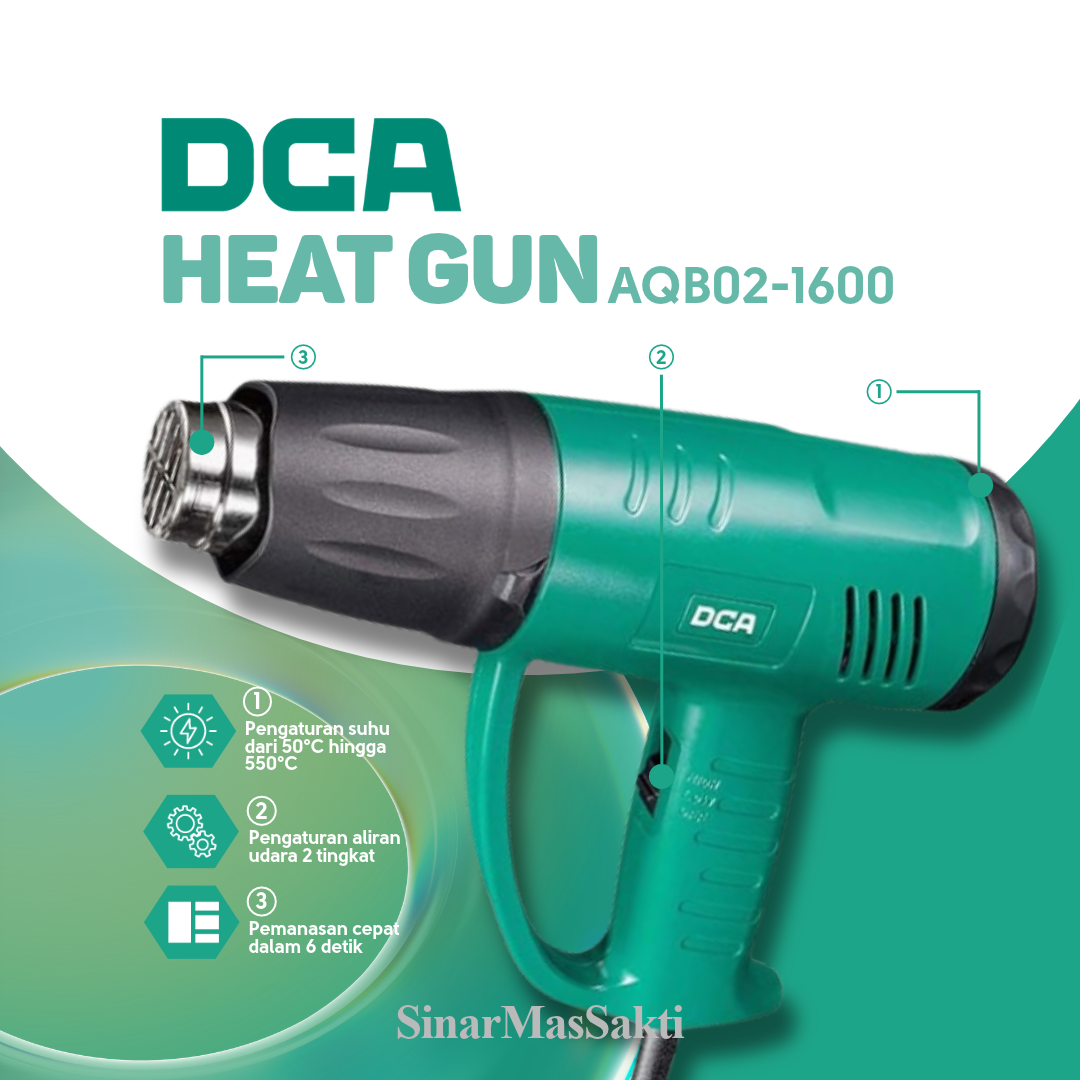 DCA
HEAT GUN AQB02-1600
3
2
1
DCA
1
Pengaturan suhu
dari 50°C hingga
550°C
2
Pengaturan aliran
udara 2 tingkat
3
Pemanasan cepat
dalam 6 detik
SinarMasSakti